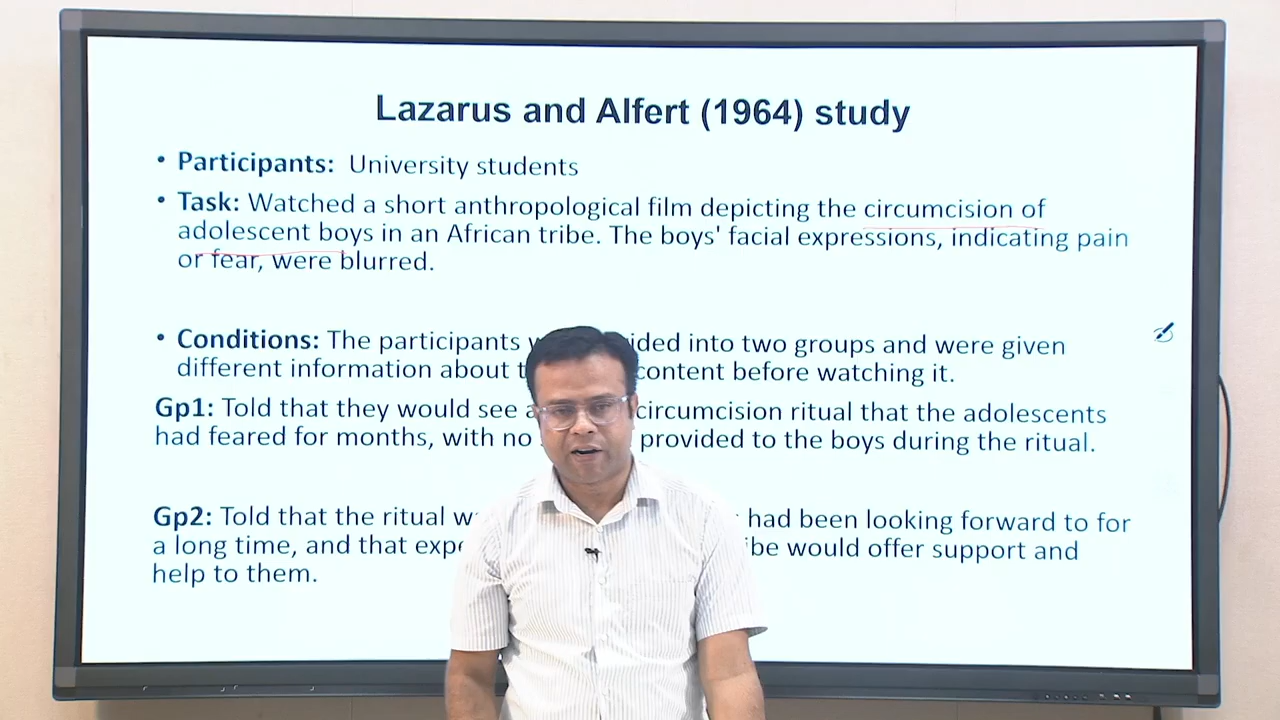 Lazarus and Alfert (1964) study
• Participants: University students
• Task: Watched a short anthropological film depicting the circumcision of
adolescent boys in an African tribe. The boys' facial expressions, indicating pain
or fear, were blurred.
• Conditions: The participants ided into two groups and were given
different information about content before watching it.
Gp1: Told that they would see circumcision ritual that the adolescents
had feared for months, with no provided to the boys during the ritual.
Gp2: Told that the ritual had been looking forward to for
a long time, and that would offer support and
help to them.